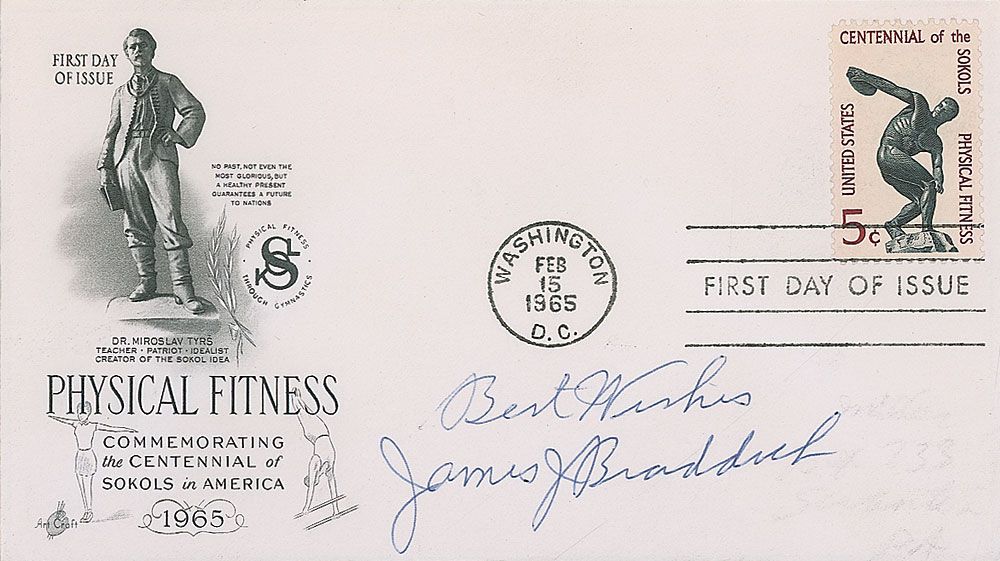 FIRST DAY
OF ISSUE
NO PAST, NOT EVEN THE
MOST GLORIOUS, BUT
A HEALTHY PRESENT
GUARANTEES A FUTURE
TO NATIONS
PHYSICAL FITNESS
THROUGH GYMNASTICS
DR. MIROSLAV TYRŠ
TEACHER · PATRIOT · IDEALIST
CREATOR OF THE SOKOL IDEA
PHYSICAL FITNESS
COMMEMORATING
the CENTENNIAL of
SOKOLS in AMERICA
1965
Art Craft
WASHINGTON
FEB
15
1965
D. C.
CENTENNIAL of the
SOKOLS
PHYSICAL FITNESS
UNITED STATES
5c
FIRST DAY OF ISSUE
Best Wishes
James J Braddock